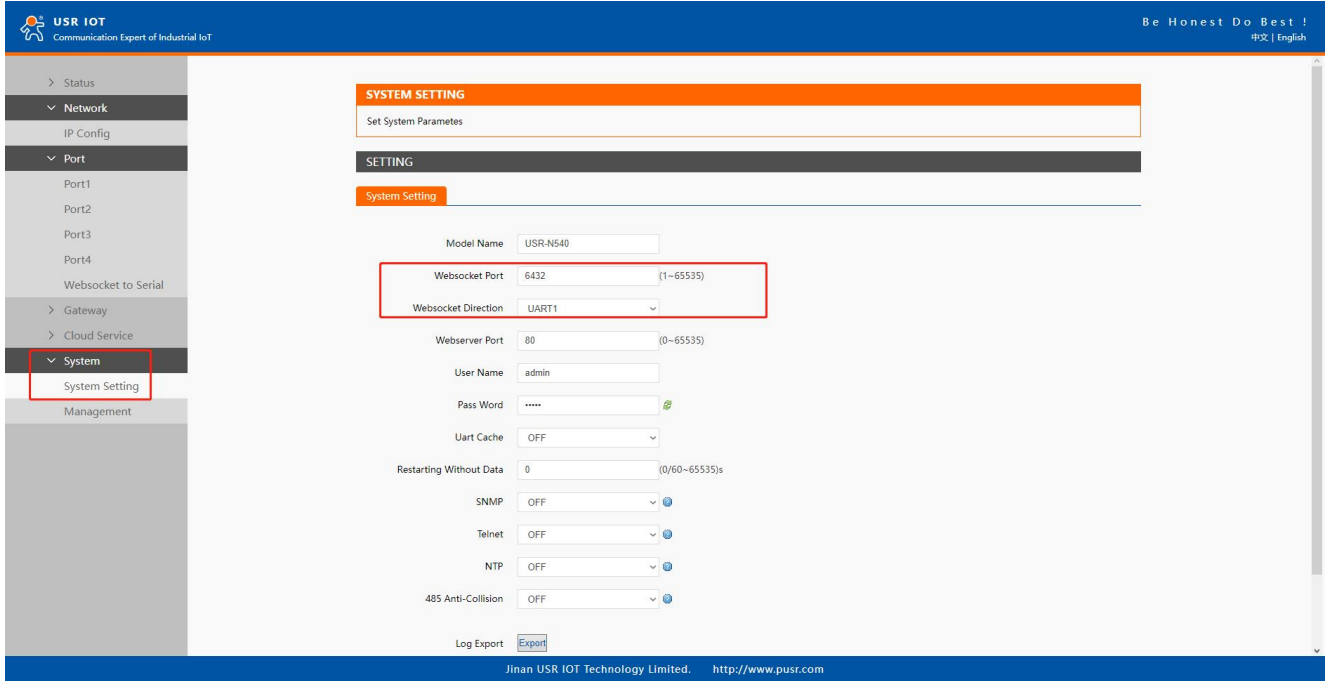 USR IOT
Communication Expert of Industrial IoT
Be Honest Do Best !
中文 | English
Status
Network
IP Config
Port
Port1
Port2
Port3
Port4
Websocket to Serial
Gateway
Cloud Service
System
System Setting
Management
SYSTEM SETTING
Set System Parametes
SETTING
System Setting
Model Name USR-N540
Websocket Port 6432 (1~65535)
Websocket Direction UART1
Webserver Port 80 (0~65535)
User Name admin
Pass Word •••••
Uart Cache OFF
Restarting Without Data 0 (0/60~65535)s
SNMP OFF
Telnet OFF
NTP OFF
485 Anti-Collision OFF
Log Export Export
Jinan USR IOT Technology Limited. http://www.pusr.com